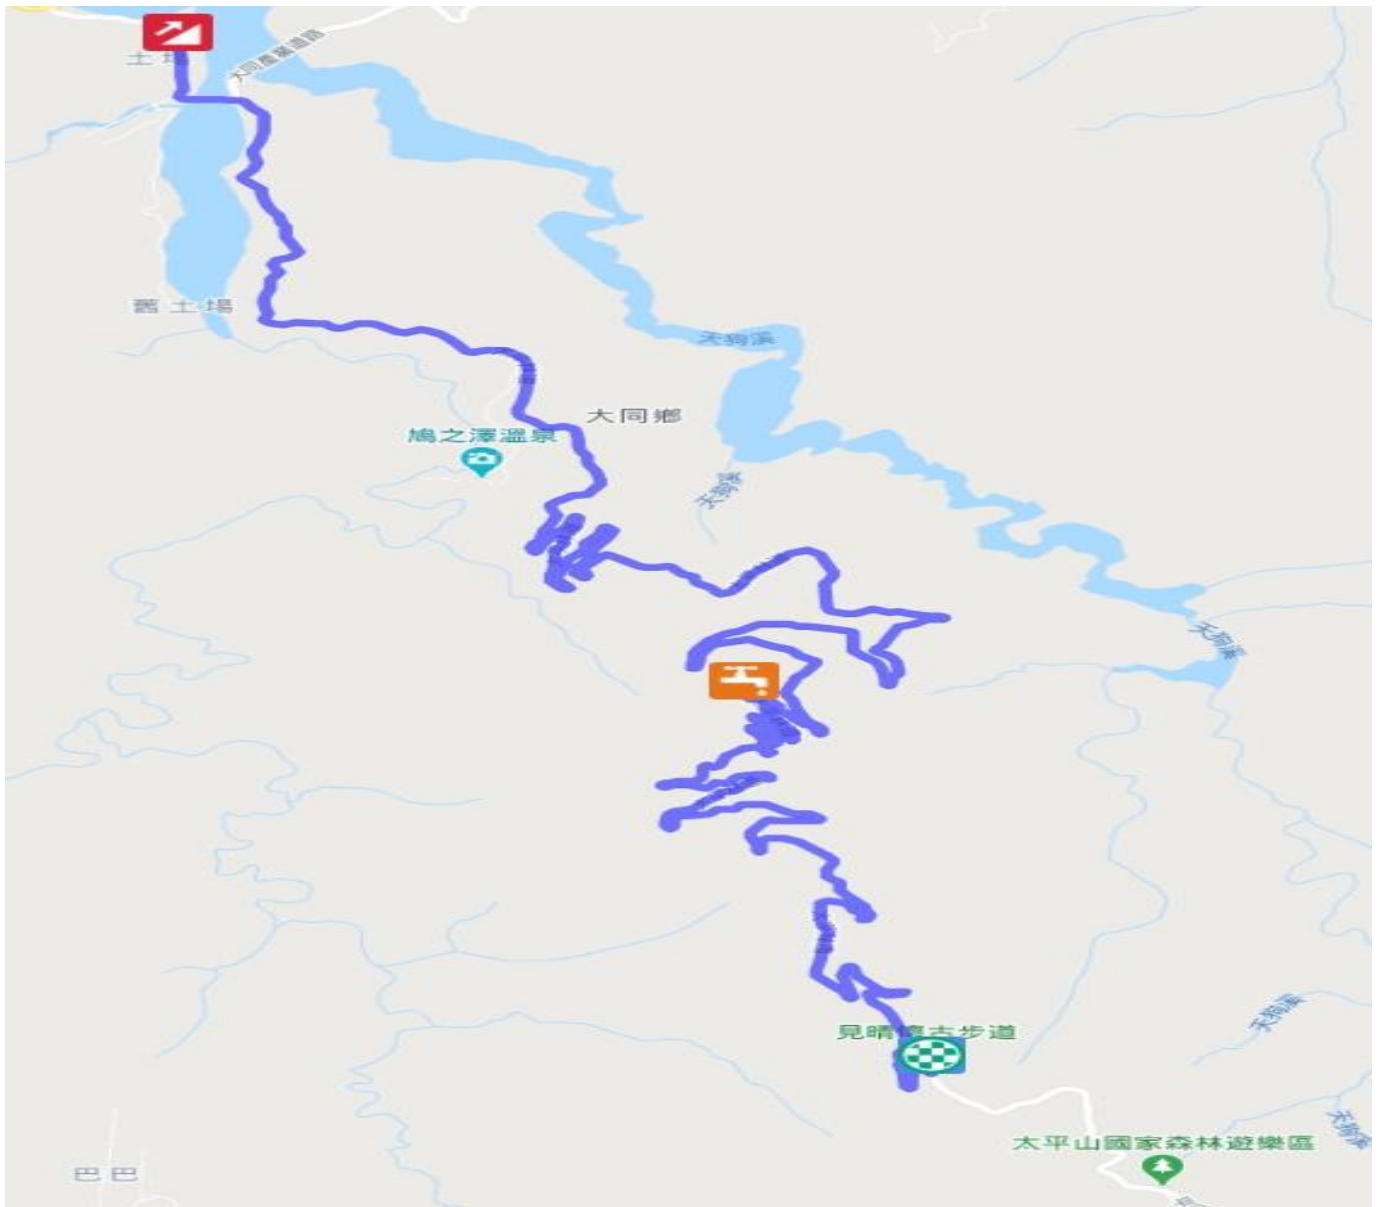 土場
大同產業道路
舊土場
天狗溪
大同鄉
鳩之澤溫泉
天狗溪
天狗溪
見晴懷古步道
天狗溪
太平山國家森林遊樂區
天狗溪
巴巴